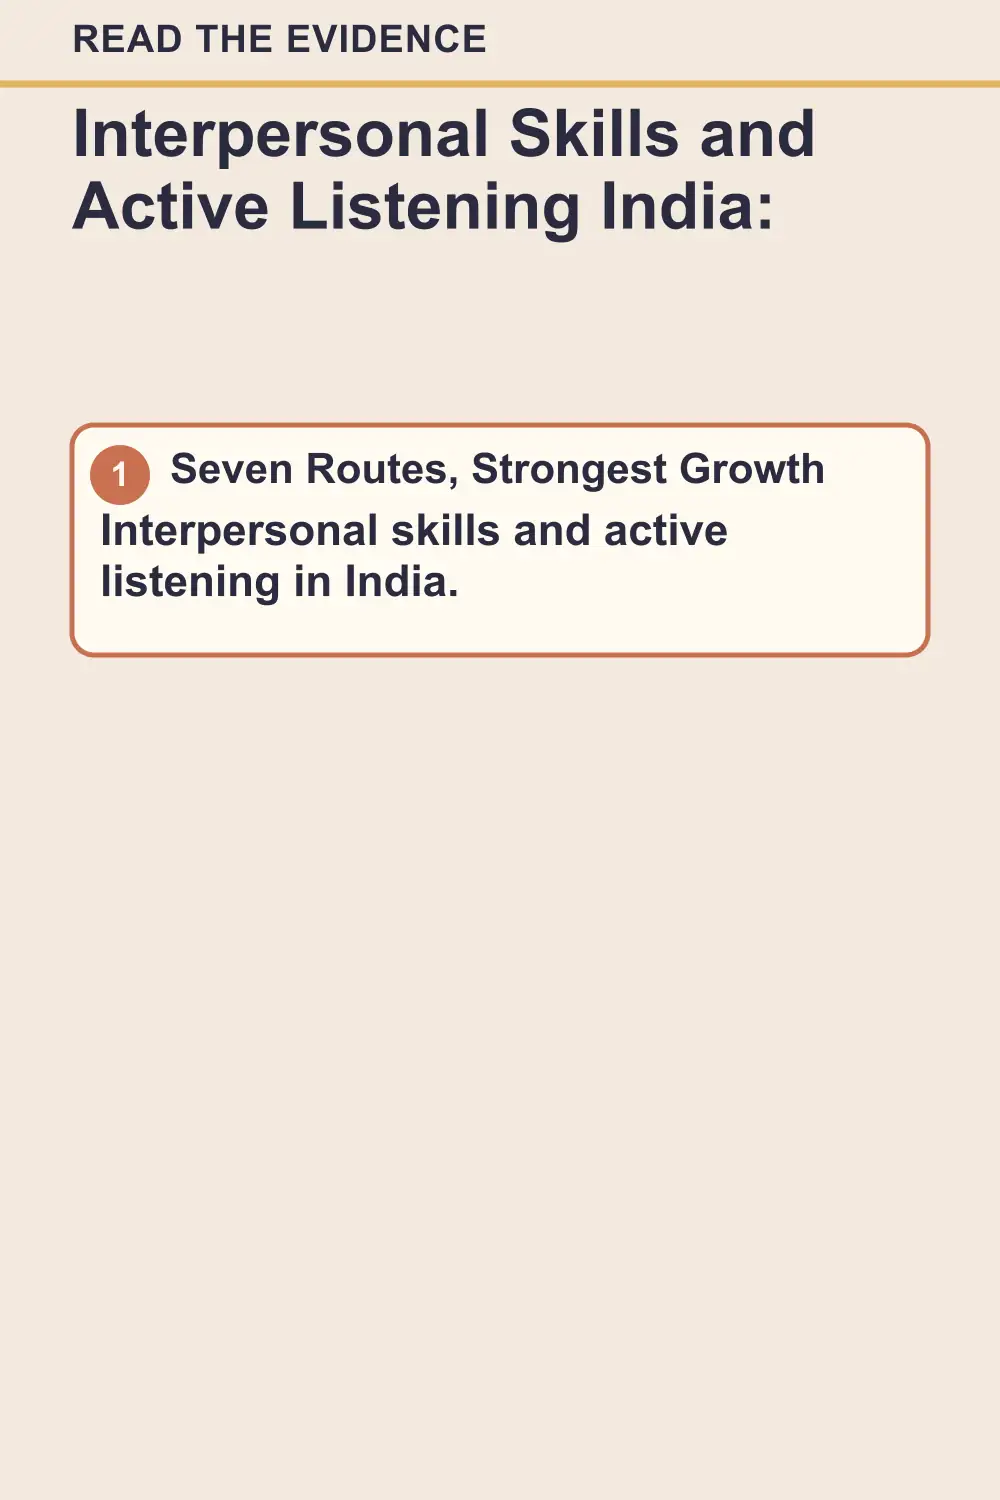 READ THE EVIDENCE
Interpersonal Skills and
Active Listening India:
1 Seven Routes, Strongest Growth
Interpersonal skills and active
listening in India.